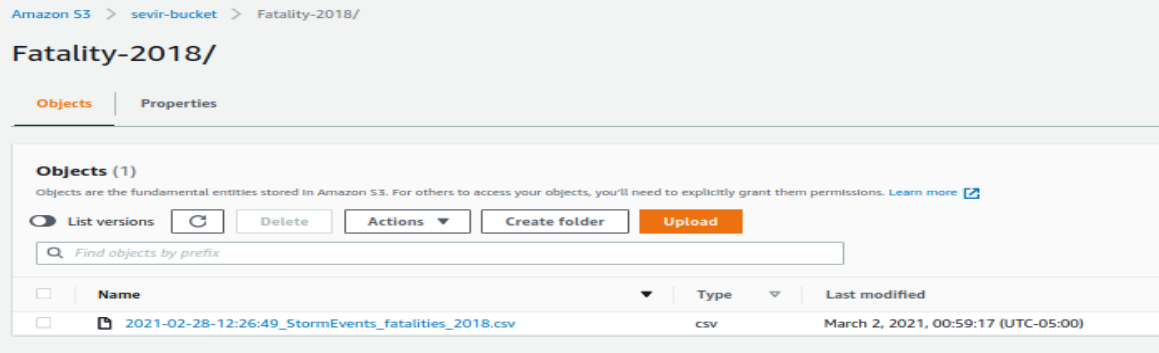 Amazon S3 > sevir-bucket > Fatality-2018/
Fatality-2018/
Objects Properties
Objects (1)
Objects are the fundamental entities stored in Amazon S3. For others to access your objects, you'll need to explicitly grant them permissions. Learn more
List versions Delete Actions Create folder Upload
Find objects by prefix
Name Type Last modified
2021-02-28-12:26:49_StormEvents_fatalities_2018.csv csv March 2, 2021, 00:59:17 (UTC-05:00)